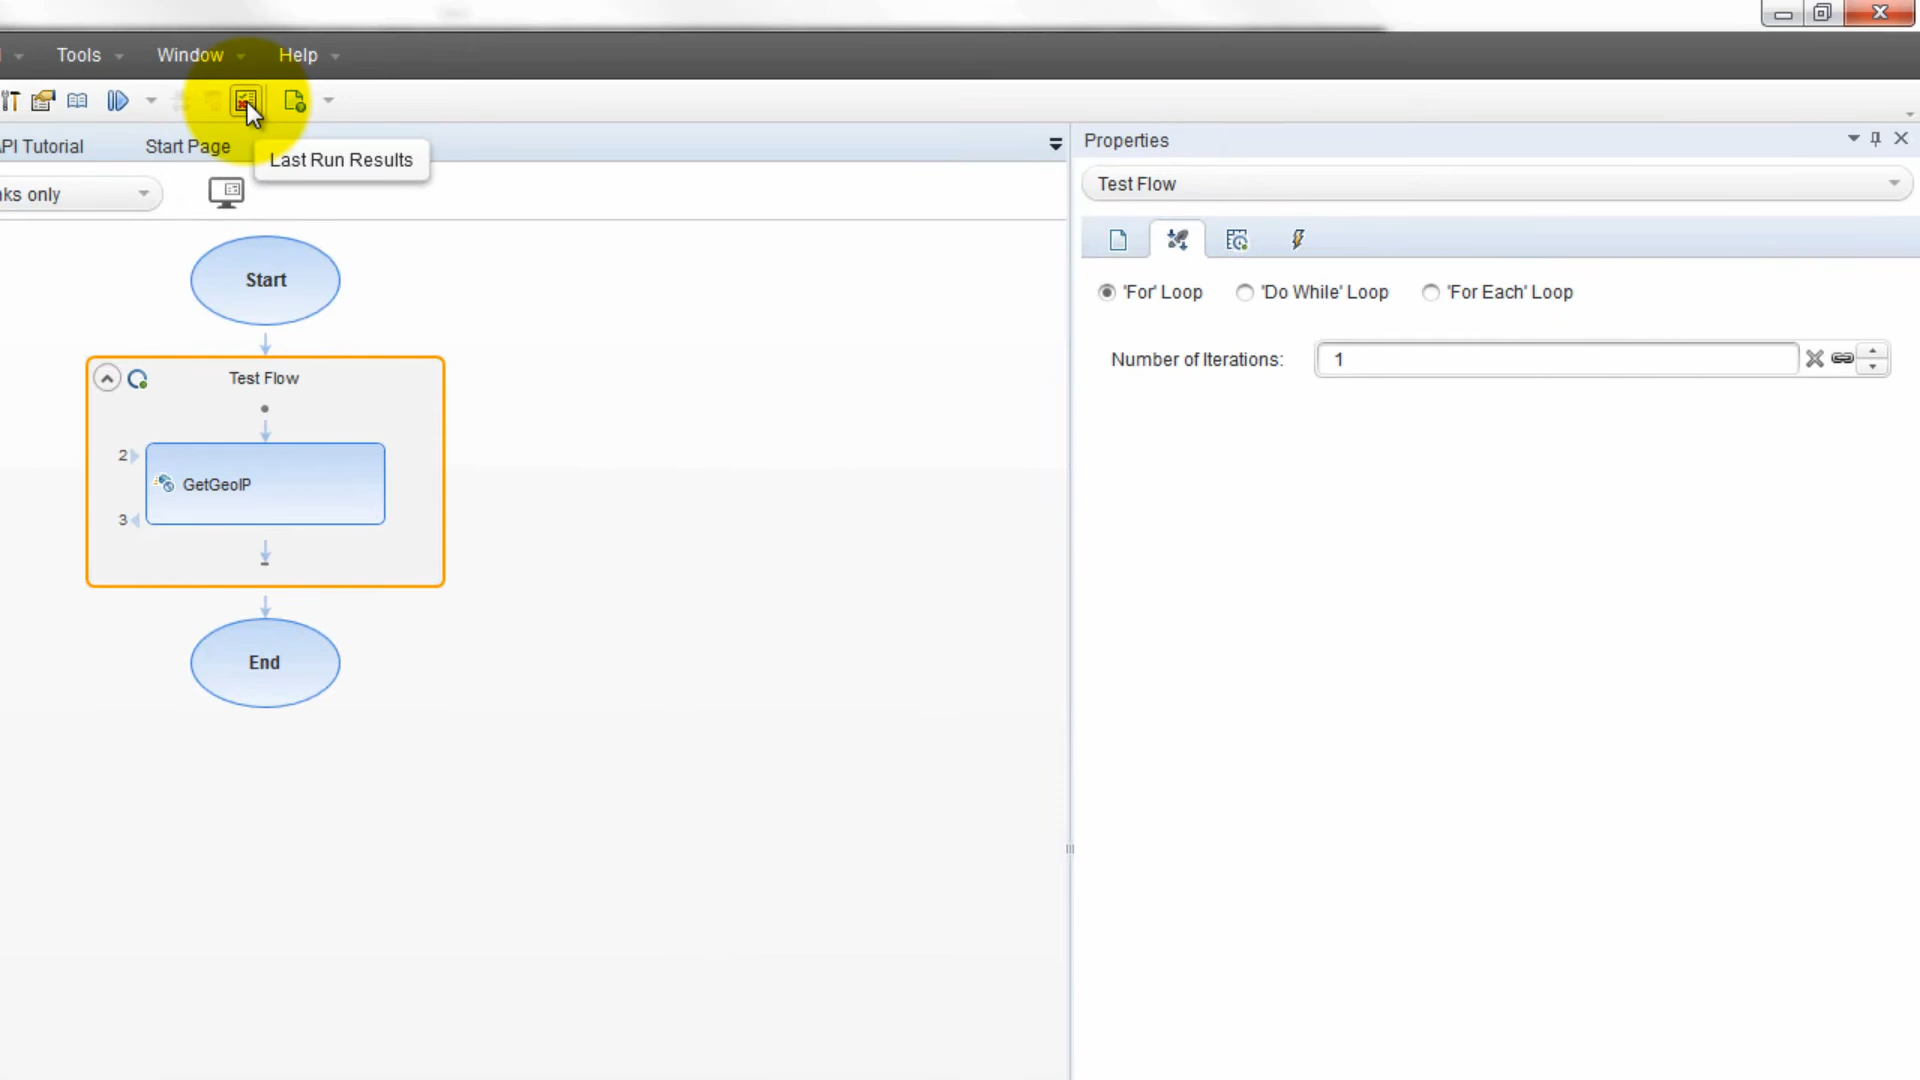 Tools
Window
Help
PI Tutorial
Start Page
Last Run Results
Properties
ks only
Test Flow
Start
'For' Loop
'Do While' Loop
'For Each' Loop
Number of Iterations:
1
Test Flow
2
GetGeoIP
3
End